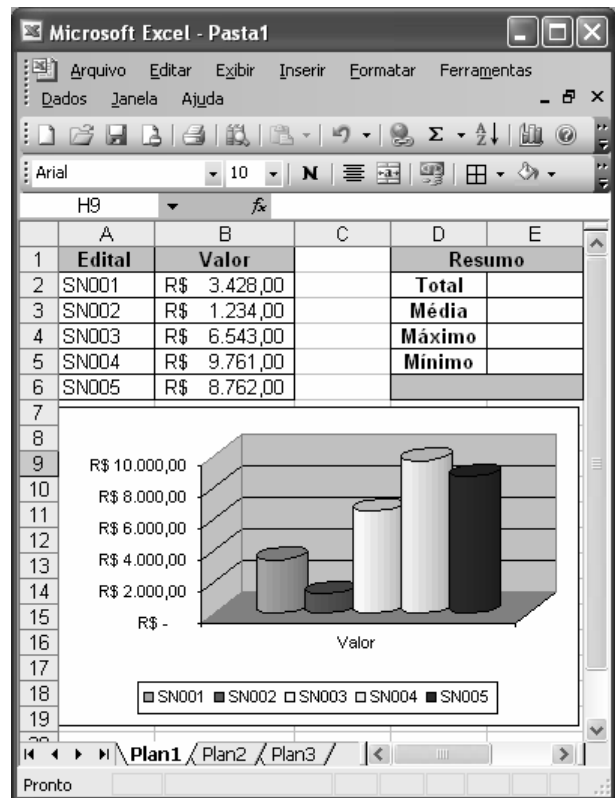 Microsoft Excel - Pasta1
Arquivo Editar Exibir Inserir Formatar Ferramentas
Dados Janela Ajuda
Arial 10 N
H9 fx
A B C D E
1 Edital Valor Resumo
2 SN001 R$ 3.428,00 Total
3 SN002 R$ 1.234,00 Média
4 SN003 R$ 6.543,00 Máximo
5 SN004 R$ 9.761,00 Mínimo
6 SN005 R$ 8.762,00
7
8
9
10
11
12
13
14
15
16
17
18
19
R$ 10.000,00
R$ 8.000,00
R$ 6.000,00
R$ 4.000,00
R$ 2.000,00
R$ -
Valor
SN001 SN002 SN003 SN004 SN005
Plan1 Plan2 Plan3
Pronto